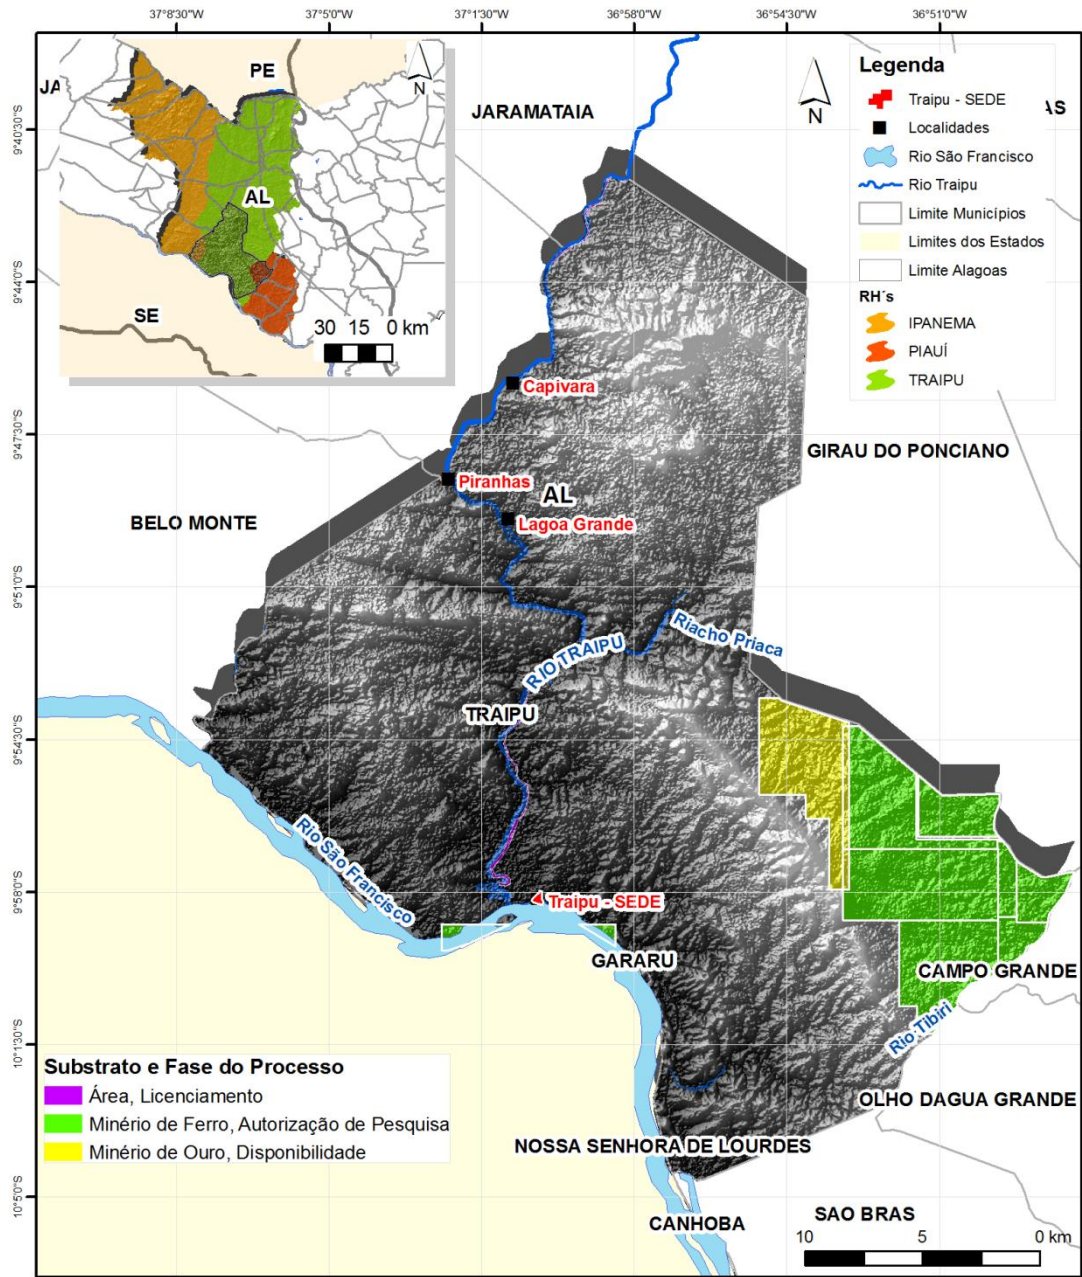 37°8'30"W
37°5'0"W
37°1'30"W
36°58'0"W
36°54'30"W
36°51'0"W
9°40'30"S
9°44'0"S
9°47'30"S
9°51'0"S
9°54'30"S
9°58'0"S
10°1'30"S
10°5'0"S
JA
PE
N
AL
SE
30 15 0 km
JARAMATAIA
N
AS
Legenda
Traipu - SEDE
Localidades
Rio São Francisco
Rio Traipu
Limite Municípios
Limites dos Estados
Limite Alagoas
RH´s
IPANEMA
PIAUÍ
TRAIPU
Capivara
GIRAU DO PONCIANO
Piranhas
AL
BELO MONTE
Lagoa Grande
Riacho Priaca
RIO TRAIPU
TRAIPU
Rio São Francisco
Traipu - SEDE
GARARU
CAMPO GRANDE
Rio Tibiri
OLHO DAGUA GRANDE
NOSSA SENHORA DE LOURDES
CANHOBA
SAO BRAS
10 5 0 km
Substrato e Fase do Processo
Área, Licenciamento
Minério de Ferro, Autorização de Pesquisa
Minério de Ouro, Disponibilidade